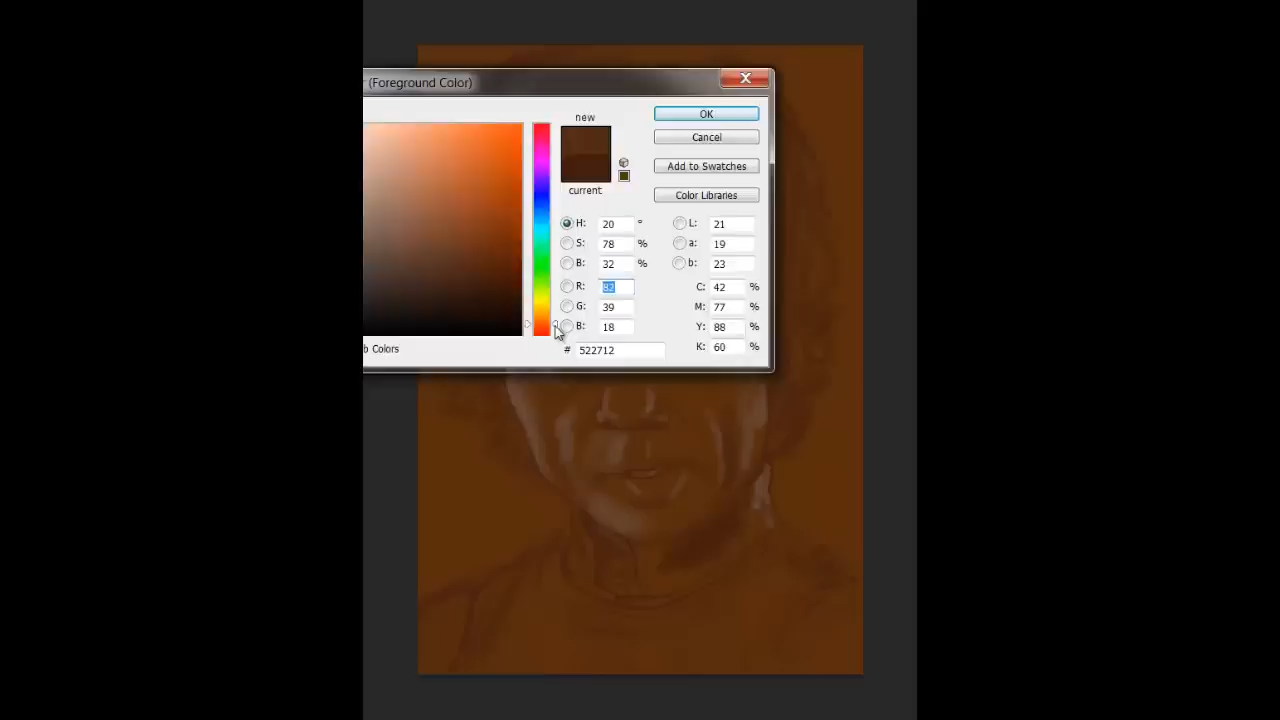 (Foreground Color)
new
OK
Cancel
Add to Swatches
current
Color Libraries
H: 20 ° L: 21
S: 78 % a: 19
B: 32 % b: 23
R: 82 C: 42 %
G: 39 M: 77 %
B: 18 Y: 88 %
# 522712 K: 60 %
b Colors